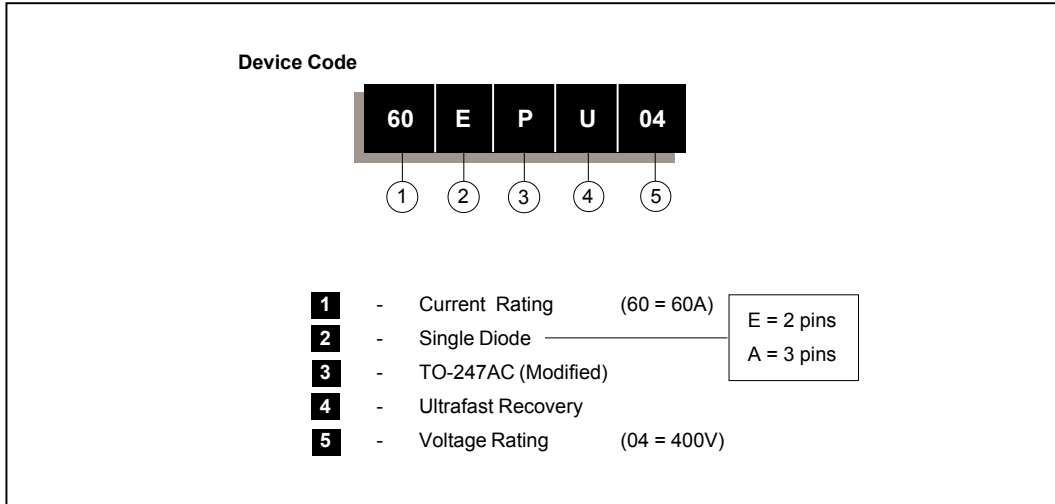 Device Code
60 E P U 04
1 2 3 4 5
1 - Current Rating (60 = 60A)
2 - Single Diode
3 - TO-247AC (Modified)
4 - Ultrafast Recovery
5 - Voltage Rating (04 = 400V)
E = 2 pins
A = 3 pins